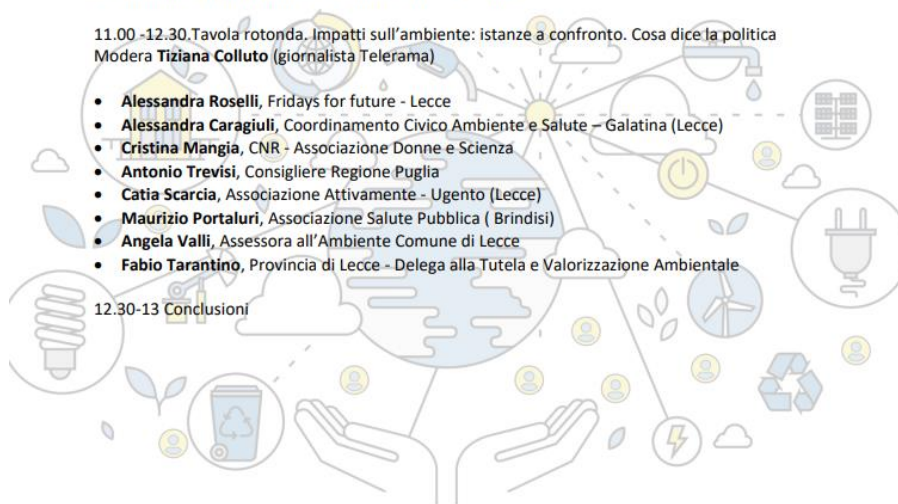 11.00 -12.30.Tavola rotonda. Impatti sull’ambiente: istanze a confronto. Cosa dice la politica
Modera Tiziana Colluto (giornalista Telerama)
• Alessandra Roselli, Fridays for future - Lecce
• Alessandra Caragiuli, Coordinamento Civico Ambiente e Salute – Galatina (Lecce)
• Cristina Mangia, CNR - Associazione Donne e Scienza
• Antonio Trevisi, Consigliere Regione Puglia
• Catia Scarcia, Associazione Attivamente - Ugento (Lecce)
• Maurizio Portaluri, Associazione Salute Pubblica ( Brindisi)
• Angela Valli, Assessora all’Ambiente Comune di Lecce
• Fabio Tarantino, Provincia di Lecce - Delega alla Tutela e Valorizzazione Ambientale
12.30-13 Conclusioni